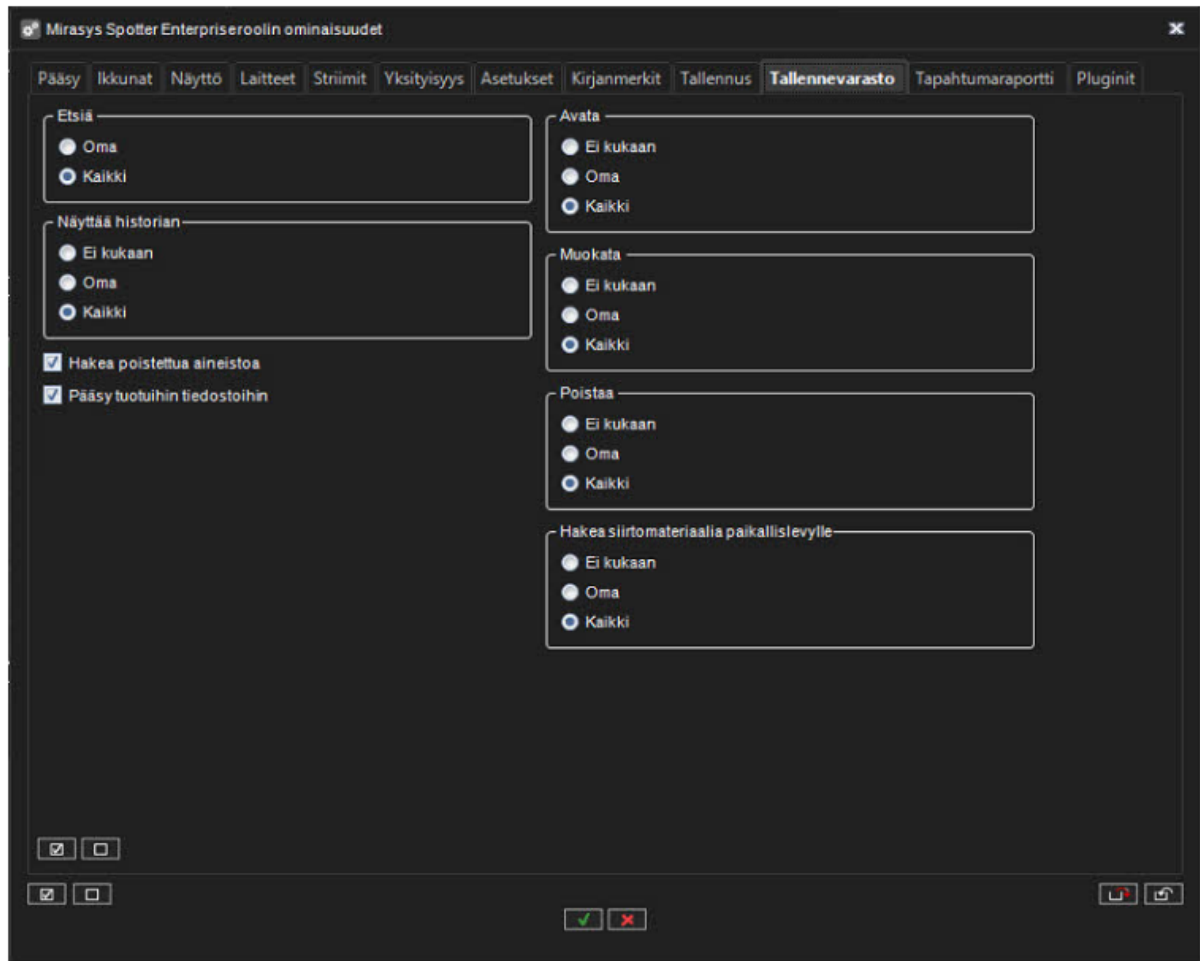 Mirasys Spotter Enterpriseroolin ominaisuudet
Pääsy Ikkunat Näyttö Laitteet Striimit Yksityisyys Asetukset Kirjanmerkit Tallennus Tallennevarasto Tapahtumaraportti Pluginit
Etsiä
Oma
Kaikki
Näyttää historian
Ei kukaan
Oma
Kaikki
Hakea poistettua aineistoa
Pääsy tuotuihin tiedostoihin
Avata
Ei kukaan
Oma
Kaikki
Muokata
Ei kukaan
Oma
Kaikki
Poistaa
Ei kukaan
Oma
Kaikki
Hakea siirtomateriaalia paikallislevylle
Ei kukaan
Oma
Kaikki